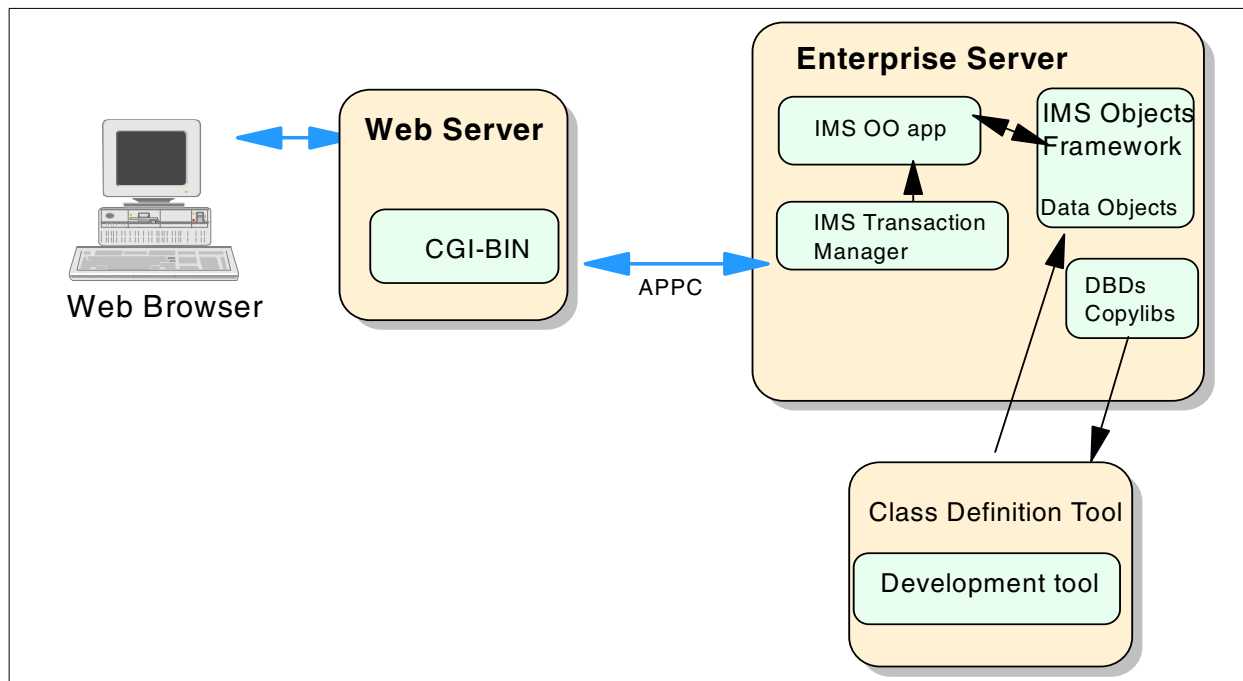 Enterprise Server
Web Server
IMS OO app
IMS Objects
Framework
Data Objects
IMS Transaction
Manager
CGI-BIN
APPC
DBDs
Copylibs
Web Browser
Class Definition Tool
Development tool